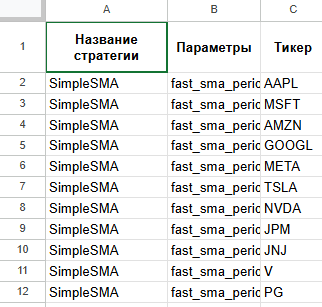 A B C
1 Название стратегии Параметры Тикер
2 SimpleSMA fast_sma_peric AAPL
3 SimpleSMA fast_sma_peric MSFT
4 SimpleSMA fast_sma_peric AMZN
5 SimpleSMA fast_sma_peric GOOGL
6 SimpleSMA fast_sma_peric META
7 SimpleSMA fast_sma_peric TSLA
8 SimpleSMA fast_sma_peric NVDA
9 SimpleSMA fast_sma_peric JPM
10 SimpleSMA fast_sma_peric JNJ
11 SimpleSMA fast_sma_peric V
12 SimpleSMA fast_sma_peric PG